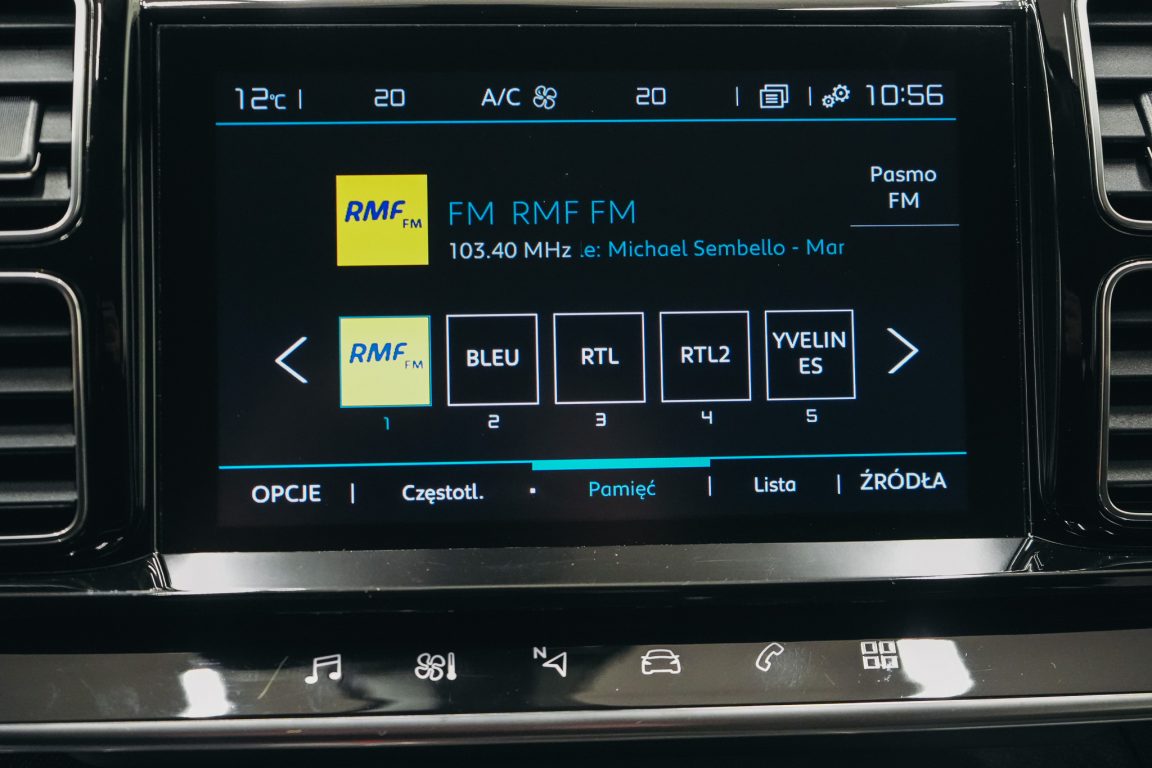 12°C | 20 A/C 20 | | 10:56
Pasmo
FM
RMF FM
FM RMF FM
103.40 MHz le: Michael Sembello - Mar
RMF FM
BLEU
RTL
RTL2
YVELIN
ES
1 2 3 4 5
OPCJE | Częstotl. Pamięć | Lista | ŹRÓDŁA
N